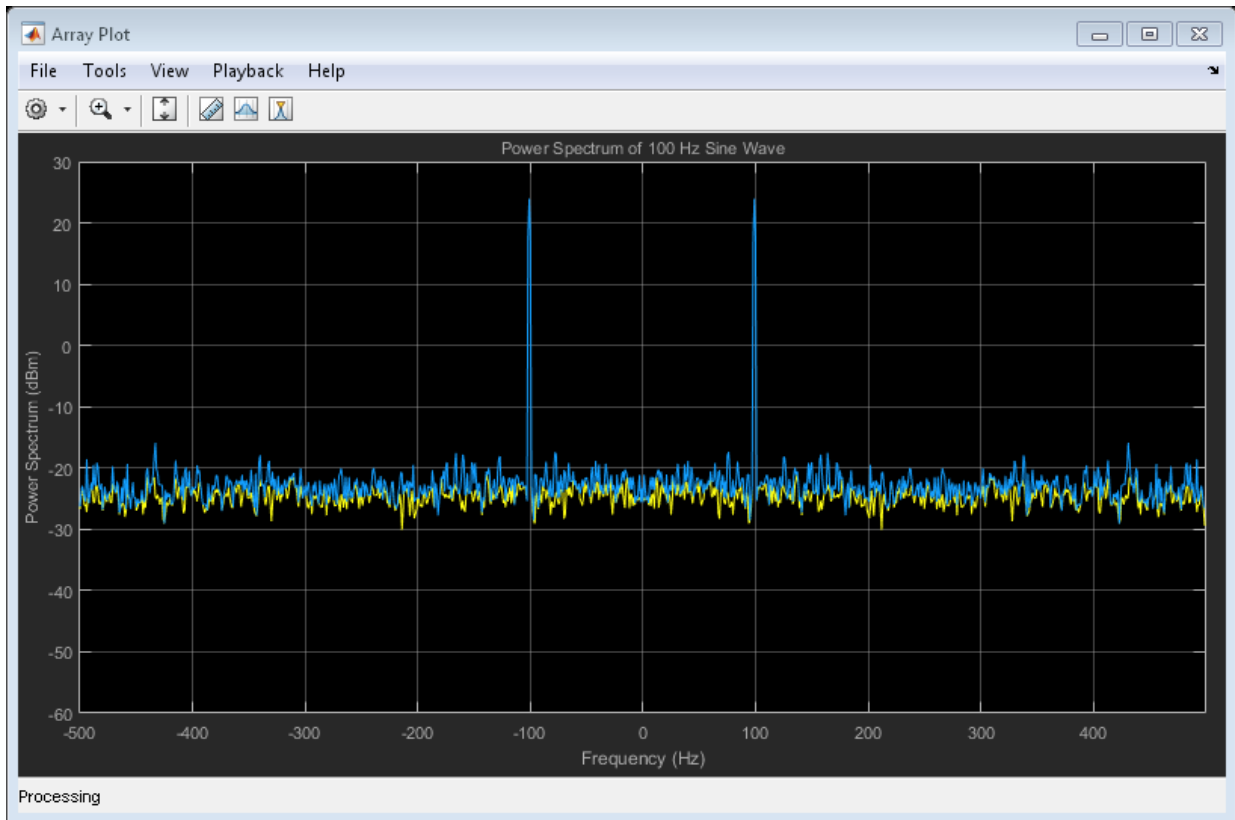 Array Plot
File Tools View Playback Help
Power Spectrum of 100 Hz Sine Wave
Power Spectrum (dBm)
30
20
10
0
-10
-20
-30
-40
-50
-60
-500 -400 -300 -200 -100 0 100 200 300 400
Frequency (Hz)
Processing